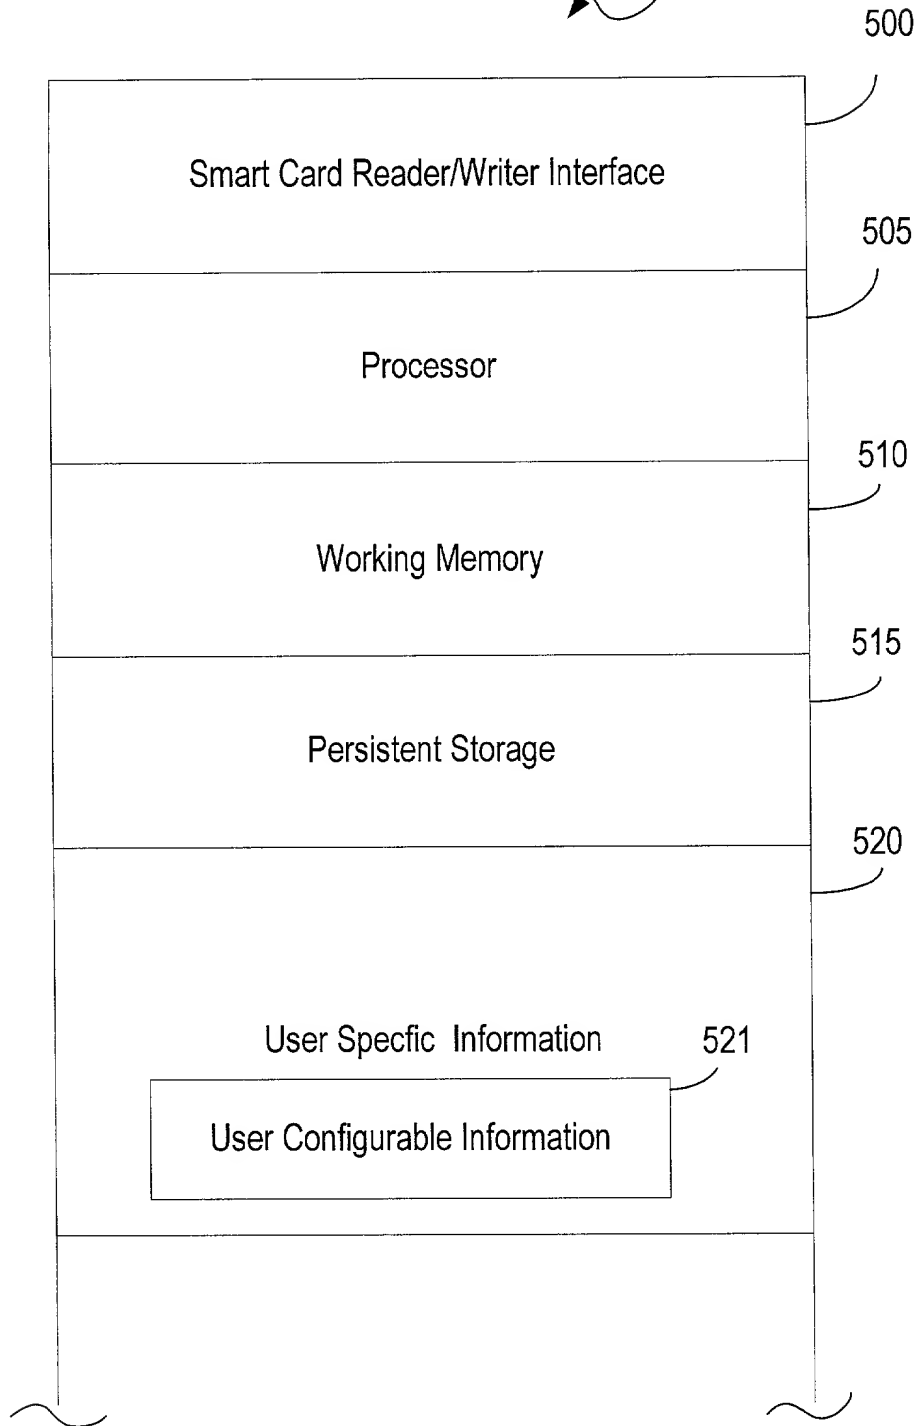 500
Smart Card Reader/Writer Interface
505
Processor
510
Working Memory
515
Persistent Storage
520
User Specfic Information
521
User Configurable Information